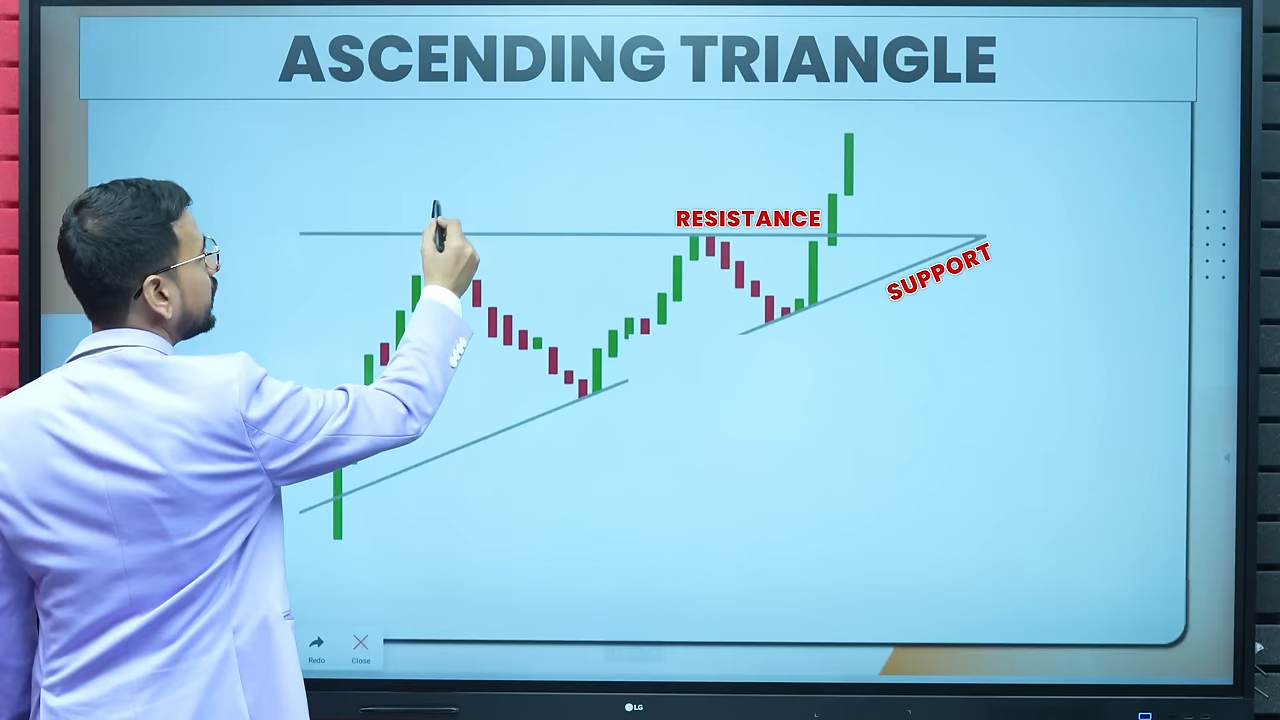 ASCENDING TRIANGLE
RESISTANCE
SUPPORT
Redo
Close
LG